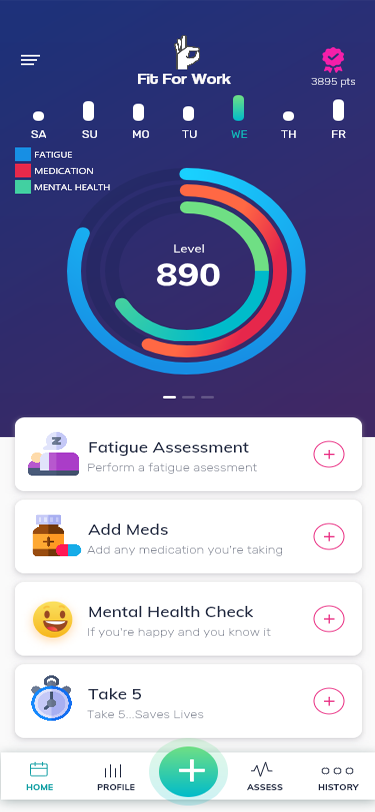 Fit For Work
3895 pts
SA SU MO TU WE TH FR
FATIGUE
MEDICATION
MENTAL HEALTH
Level
890
z
Fatigue Assessment
Perform a fatigue asessment
Add Meds
Add any medication you're taking
Mental Health Check
If you're happy and you know it
Take 5
Take 5...Saves Lives
HOME PROFILE ASSESS HISTORY